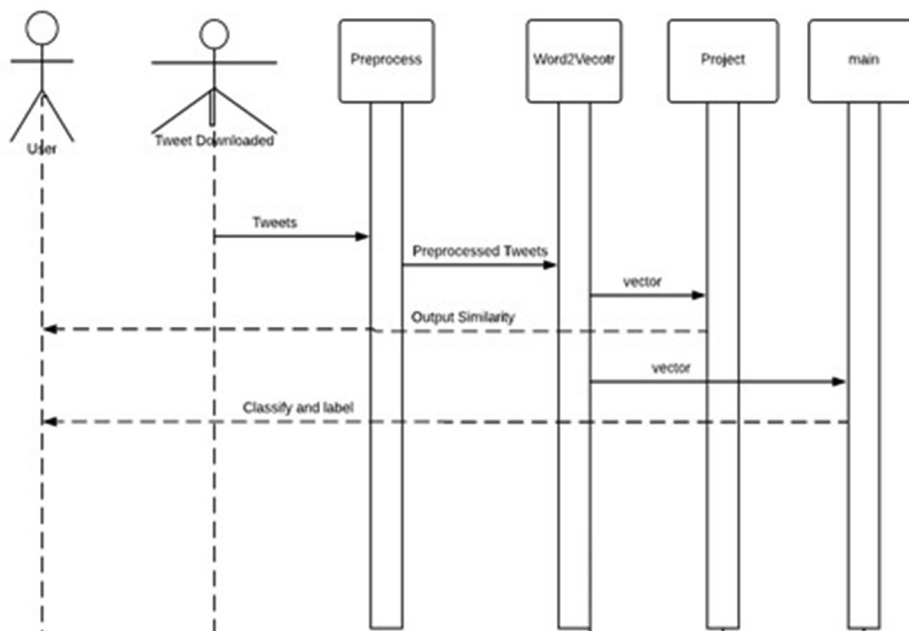 Preprocess
Word2Vecotr
Project
main
User
Tweet Downloaded
Tweets
Preprocessed Tweets
vector
Output Similarity
vector
Classify and label